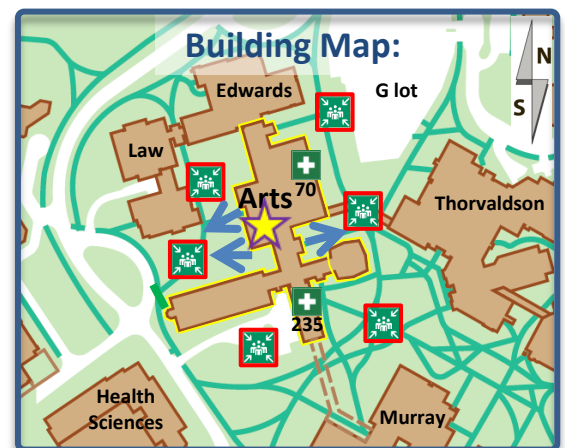 Building Map:
N
S
Edwards
G lot
Law
70
Arts
Thorvaldson
235
Health
Sciences
Murray